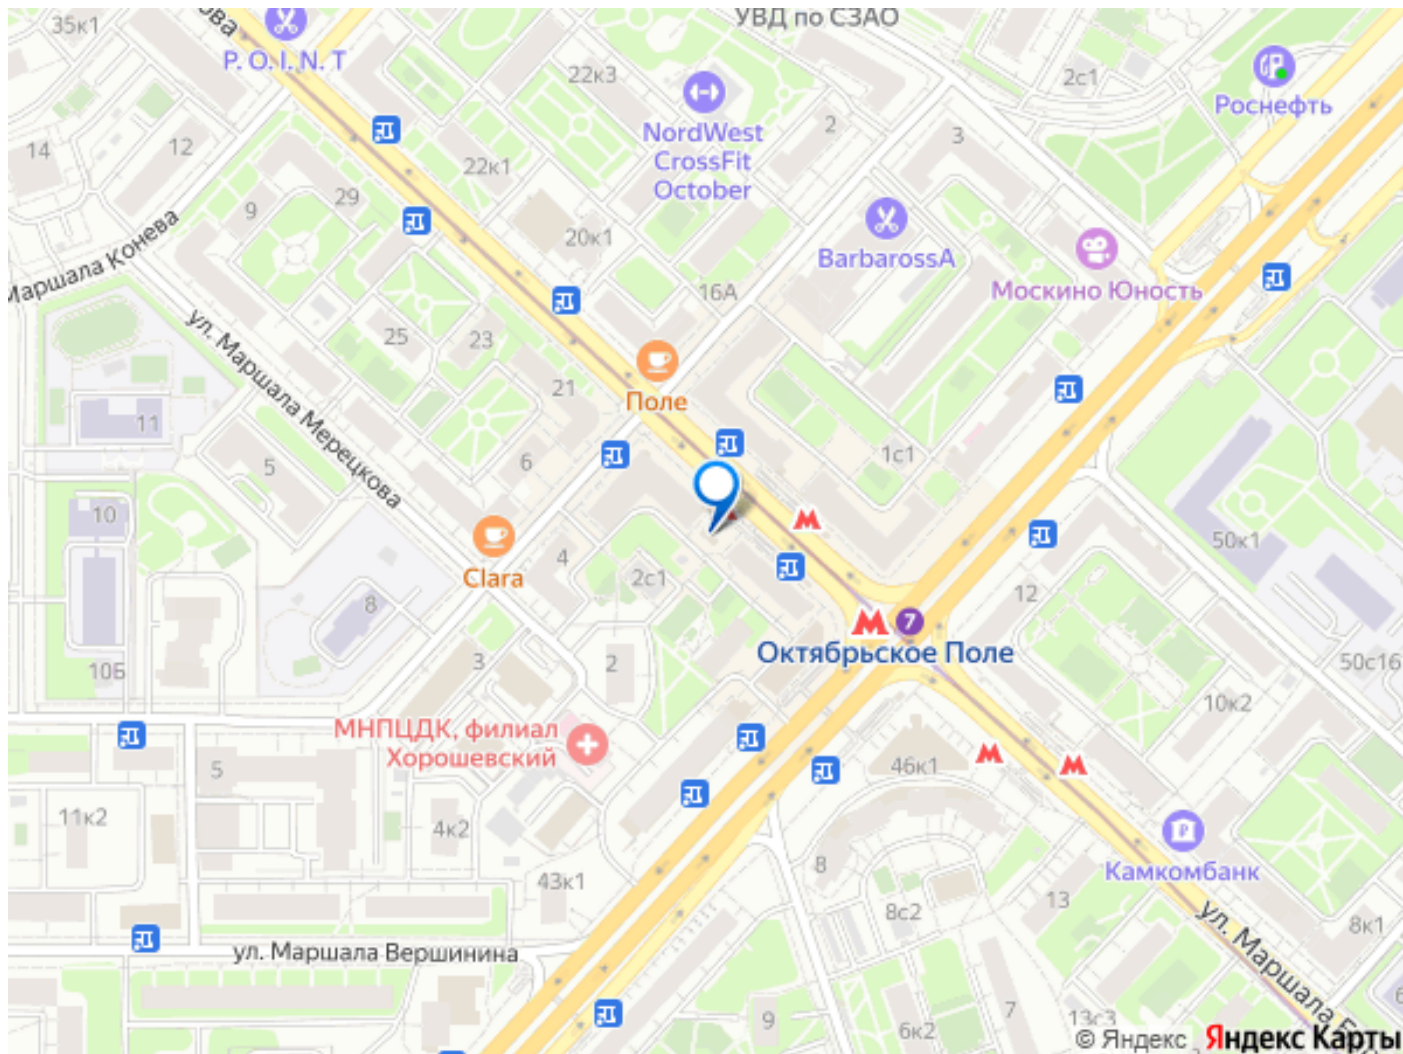 35к1
ова
P. O. I. N. T
УВД по СЗАО
22к3
2с1
Роснефть
NordWest
CrossFit
October
2
3
14
12
22к1
9
29
20к1
BarbarossA
Москино Юность
16А
Маршала Конева
25
23
ул. Маршала Мерецкова
21
Поле
11
5
6
1с1
10
4
2с1
Clara
50к1
8
12
7
Октябрьское Поле
10Б
3
2
50с16
10к2
МНПЦДК, филиал
Хорошевский
5
46к1
11к2
4к2
8
Камкомбанк
43к1
13
8с2
8к1
ул. Маршала Вершинина
ул. Маршала
7
9
6к2
13с3
© Яндекс Яндекс Карты